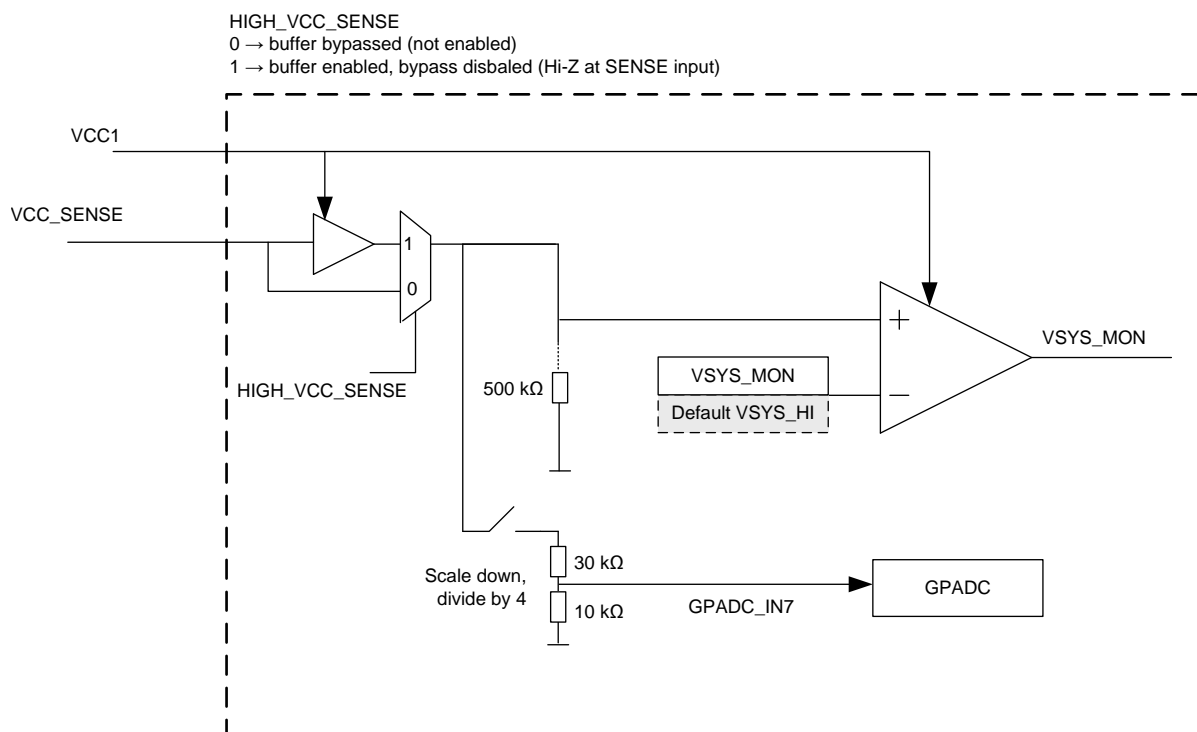 HIGH_VCC_SENSE
0 → buffer bypassed (not enabled)
1 → buffer enabled, bypass disbaled (Hi-Z at SENSE input)
VCC1
VCC_SENSE
1
0
HIGH_VCC_SENSE
500 kΩ
+
−
VSYS_MON
Default VSYS_HI
VSYS_MON
Scale down,
divide by 4
30 kΩ
10 kΩ
GPADC_IN7
GPADC